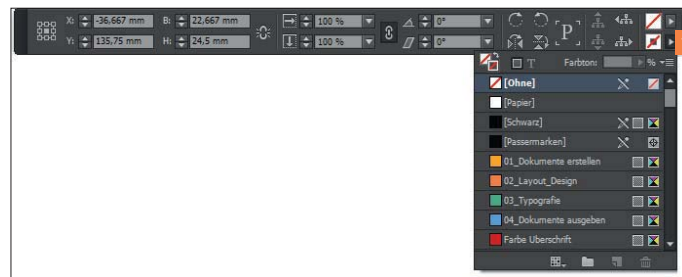 X: -36,667 mm B: 22,667 mm 100 % 0°
Y: 135,75 mm H: 24,5 mm 100 % 0° P
T Farbton: %
[Ohne]
[Papier]
[Schwarz]
[Passermarken]
01_Dokumente erstellen
02_Layout_Design
03_Typografie
04_Dokumente ausgeben
Farbe Uberschrift